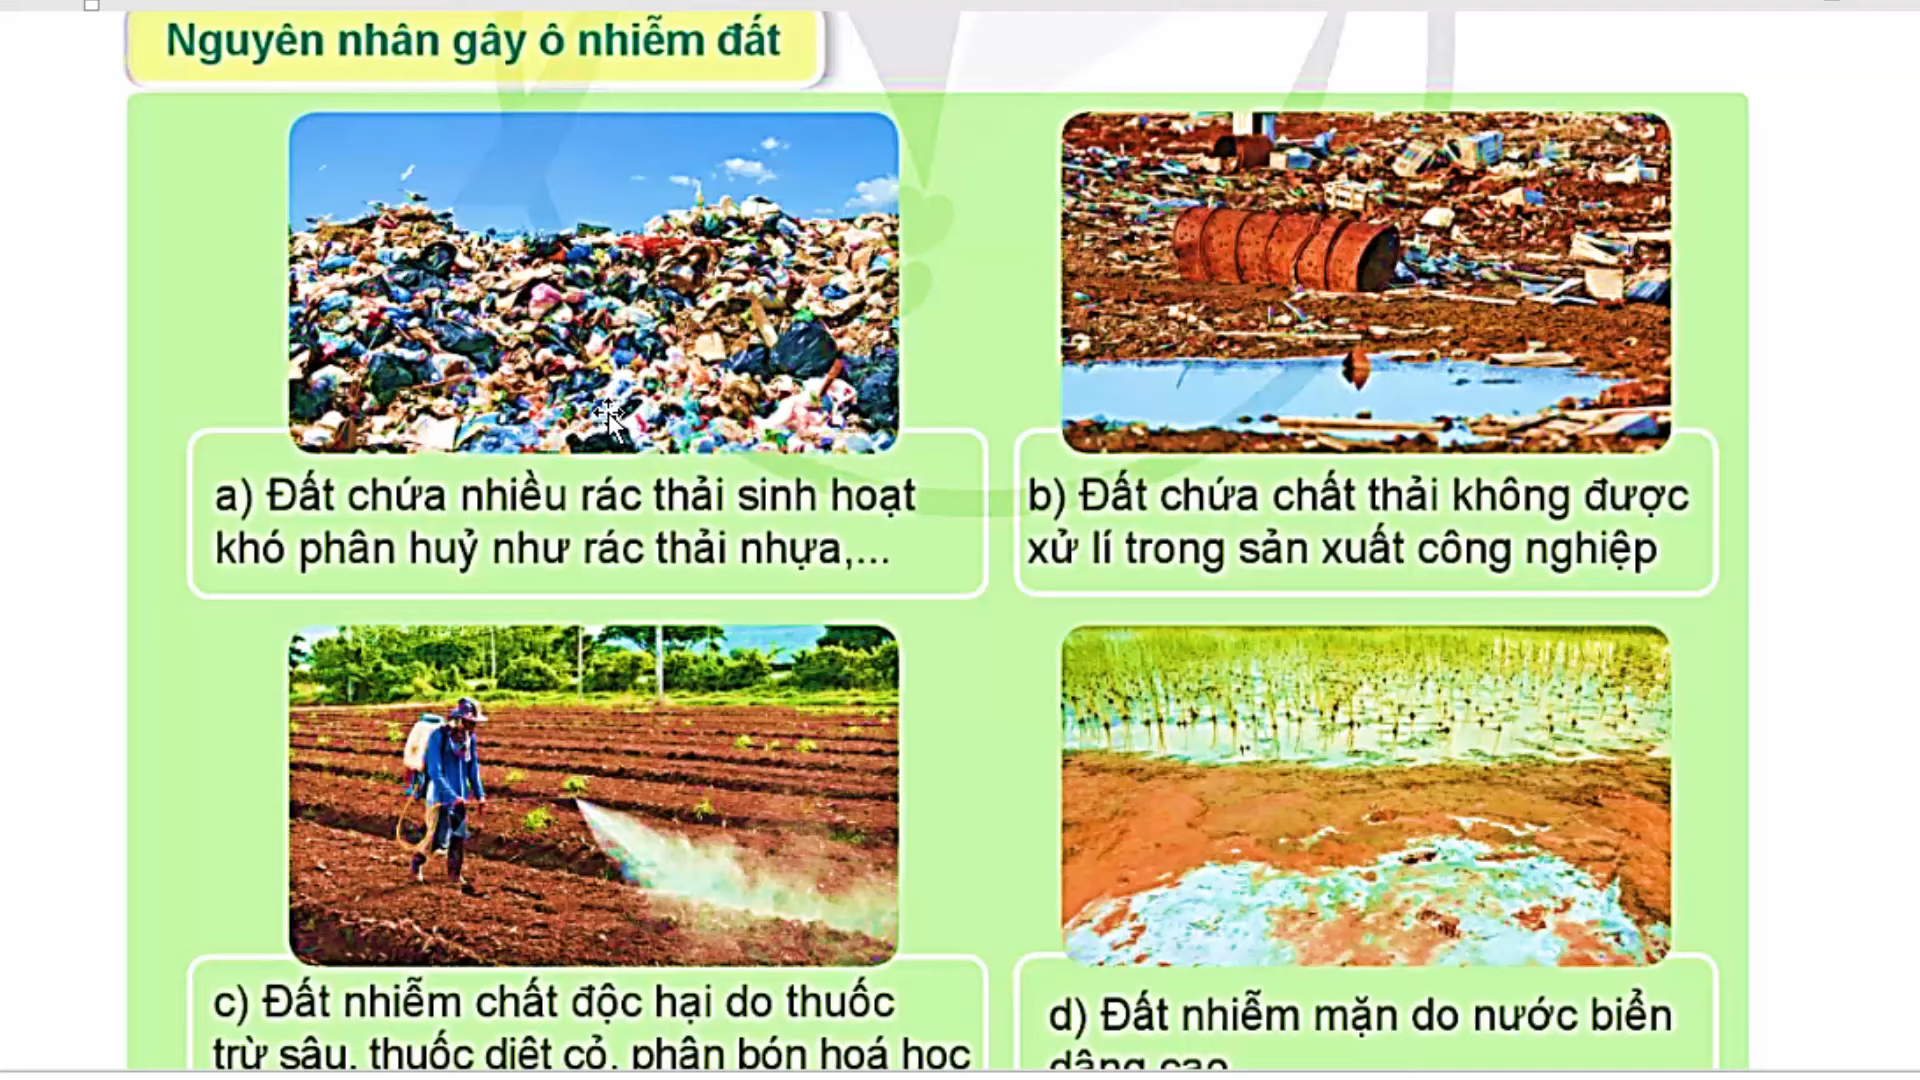 Nguyên nhân gây ô nhiễm đất
a) Đất chứa nhiều rác thải sinh hoạt
khó phân huỷ như rác thải nhựa,...
b) Đất chứa chất thải không được
xử lí trong sản xuất công nghiệp
c) Đất nhiễm chất độc hại do thuốc
trừ sâu, thuốc diệt cỏ, phân bón hoá học
d) Đất nhiễm mặn do nước biển
dâng cao